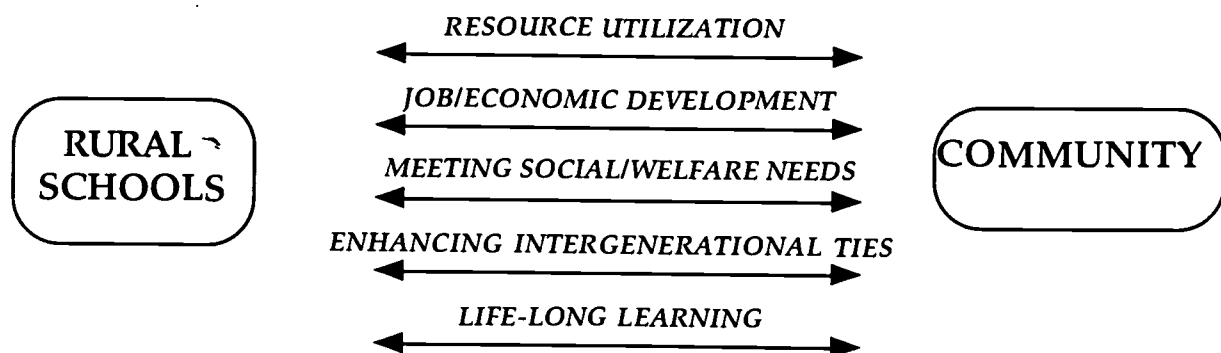 RESOURCE UTILIZATION
JOB/ECONOMIC DEVELOPMENT
RURAL
SCHOOLS
MEETING SOCIAL/WELFARE NEEDS
COMMUNITY
ENHANCING INTERGENERATIONAL TIES
LIFE-LONG LEARNING